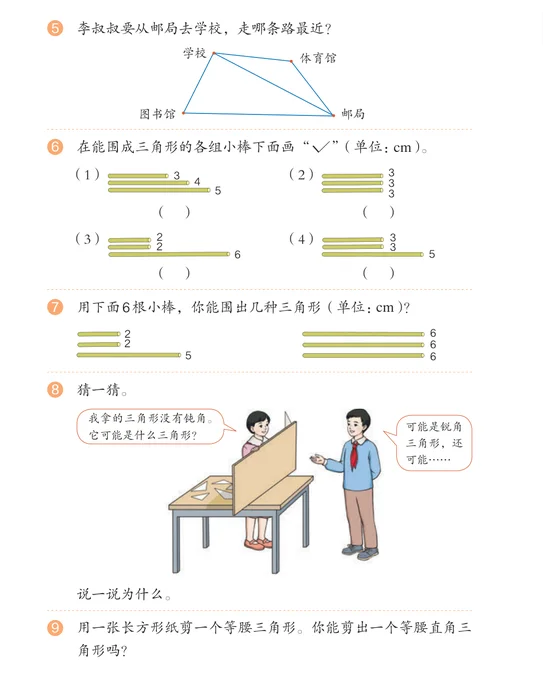 5 李叔叔要从邮局去学校，走哪条路最近？
学校
体育馆
图书馆
邮局
6 在能围成三角形的各组小棒下面画“✓”（单位：cm）。
（1） 3 4 5
（ ）
（2） 3 3 3
（ ）
（3） 2 2 6
（ ）
（4） 3 3 5
（ ）
7 用下面6根小棒，你能围出几种三角形（单位：cm）？
2
2
5
6
6
6
8 猜一猜。
我拿的三角形没有钝角。
它可能是什么三角形？
可能是锐角
三角形，还
可能……
说一说为什么。
9 用一张长方形纸剪一个等腰三角形。你能剪出一个等腰直角三
角形吗？